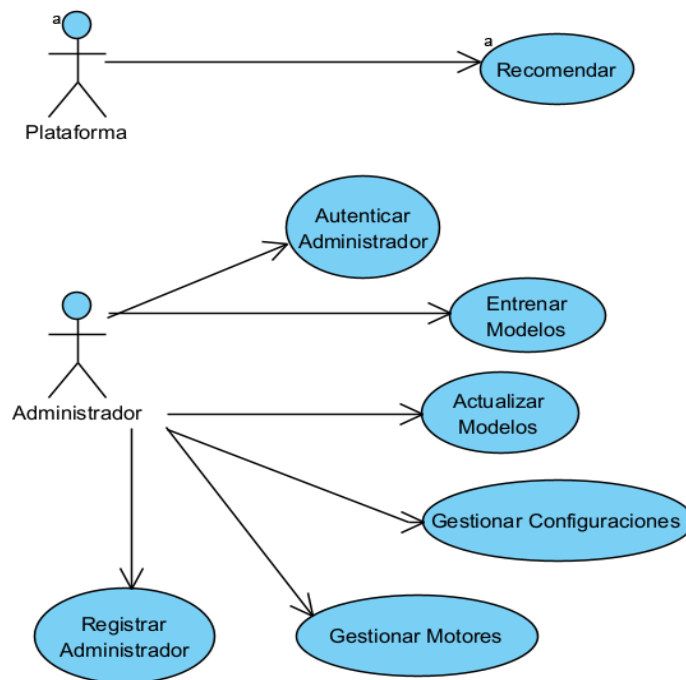 a
a
Recomendar
Plataforma
Autenticar
Administrador
Entrenar
Modelos
Administrador
Actualizar
Modelos
Gestionar Configuraciones
Registrar
Administrador
Gestionar Motores